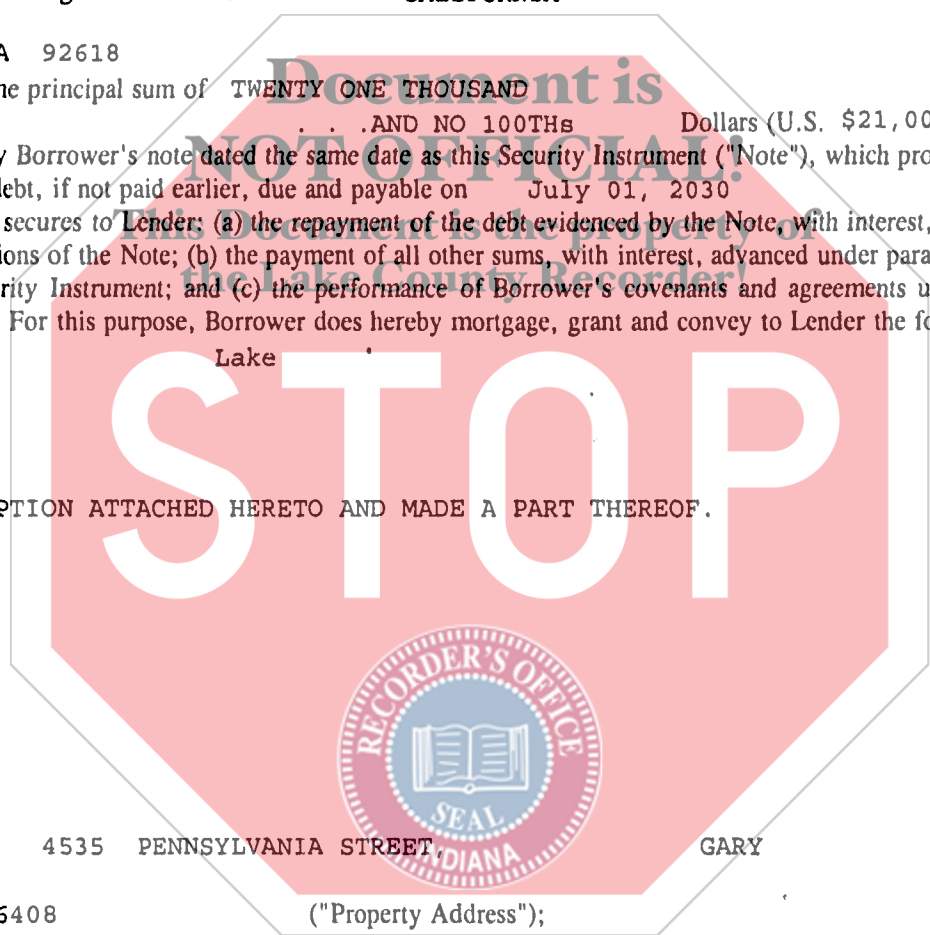 A 92618
ne principal sum of TWENTY ONE THOUSAND
Document is
. . .AND NO 100THs Dollars (U.S. $21,00
NOT OFFICIAL!
y Borrower's note dated the same date as this Security Instrument ("Note"), which pro
lebt, if not paid earlier, due and payable on July 01, 2030
This Document is the property of
secures to Lender: (a) the repayment of the debt evidenced by the Note, with interest,
ions of the Note; (b) the payment of all other sums, with interest, advanced under para
the Lake County Recorder!
rity Instrument; and (c) the performance of Borrower's covenants and agreements u
For this purpose, Borrower does hereby mortgage, grant and convey to Lender the fo
Lake
STOP
PTION ATTACHED HERETO AND MADE A PART THEREOF.
RECORDER'S OFFICE
SEAL
INDIANA
4535 PENNSYLVANIA STREET, GARY
6408 ("Property Address");